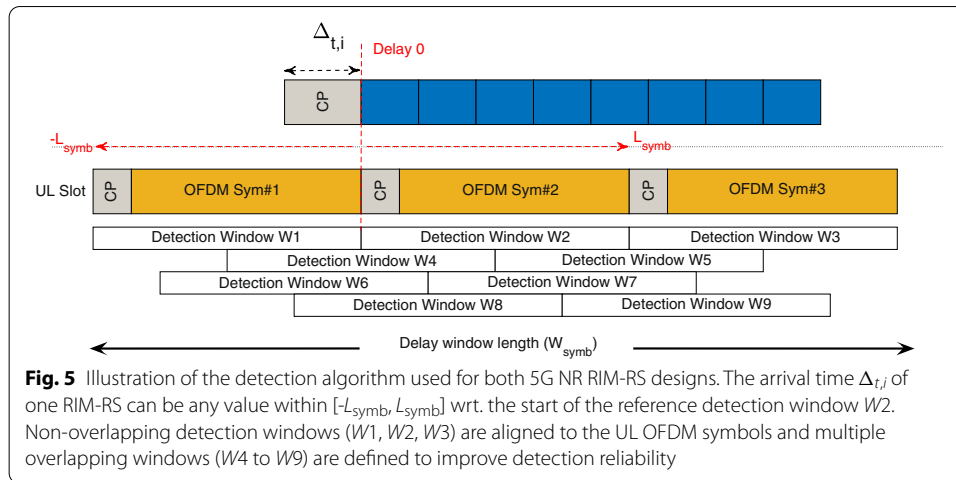 Δt,i
Delay 0
CP
-Lsymb
Lsymb
UL Slot
CP
OFDM Sym#1
CP
OFDM Sym#2
CP
OFDM Sym#3
Detection Window W1
Detection Window W2
Detection Window W3
Detection Window W4
Detection Window W5
Detection Window W6
Detection Window W7
Detection Window W8
Detection Window W9
Delay window length (Wsymb)
Fig. 5 Illustration of the detection algorithm used for both 5G NR RIM-RS designs. The arrival time Δt,i of
one RIM-RS can be any value within [-Lsymb, Lsymb] wrt. the start of the reference detection window W2.
Non-overlapping detection windows (W1, W2, W3) are aligned to the UL OFDM symbols and multiple
overlapping windows (W4 to W9) are defined to improve detection reliability